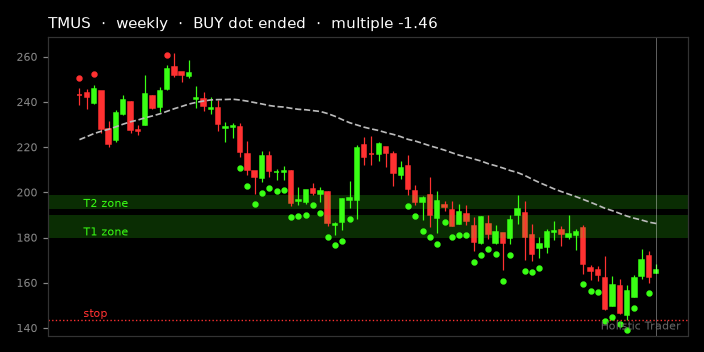 TMUS · weekly · BUY dot ended · multiple -1.46
260
240
220
200
T2 zone
T1 zone
180
160
stop
Holistic Trader
140